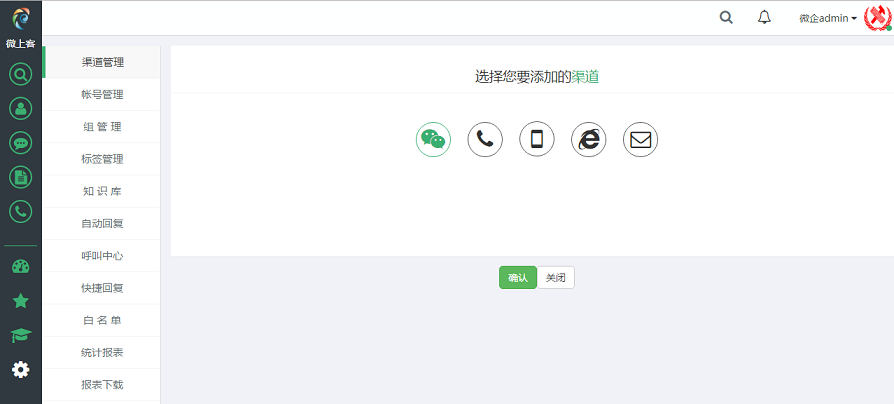 微上客
微企admin
渠道管理
帐号管理
组 管 理
标签管理
知 识 库
自动回复
呼叫中心
快捷回复
白 名 单
统计报表
报表下载
选择您要添加的渠道
确认
关闭